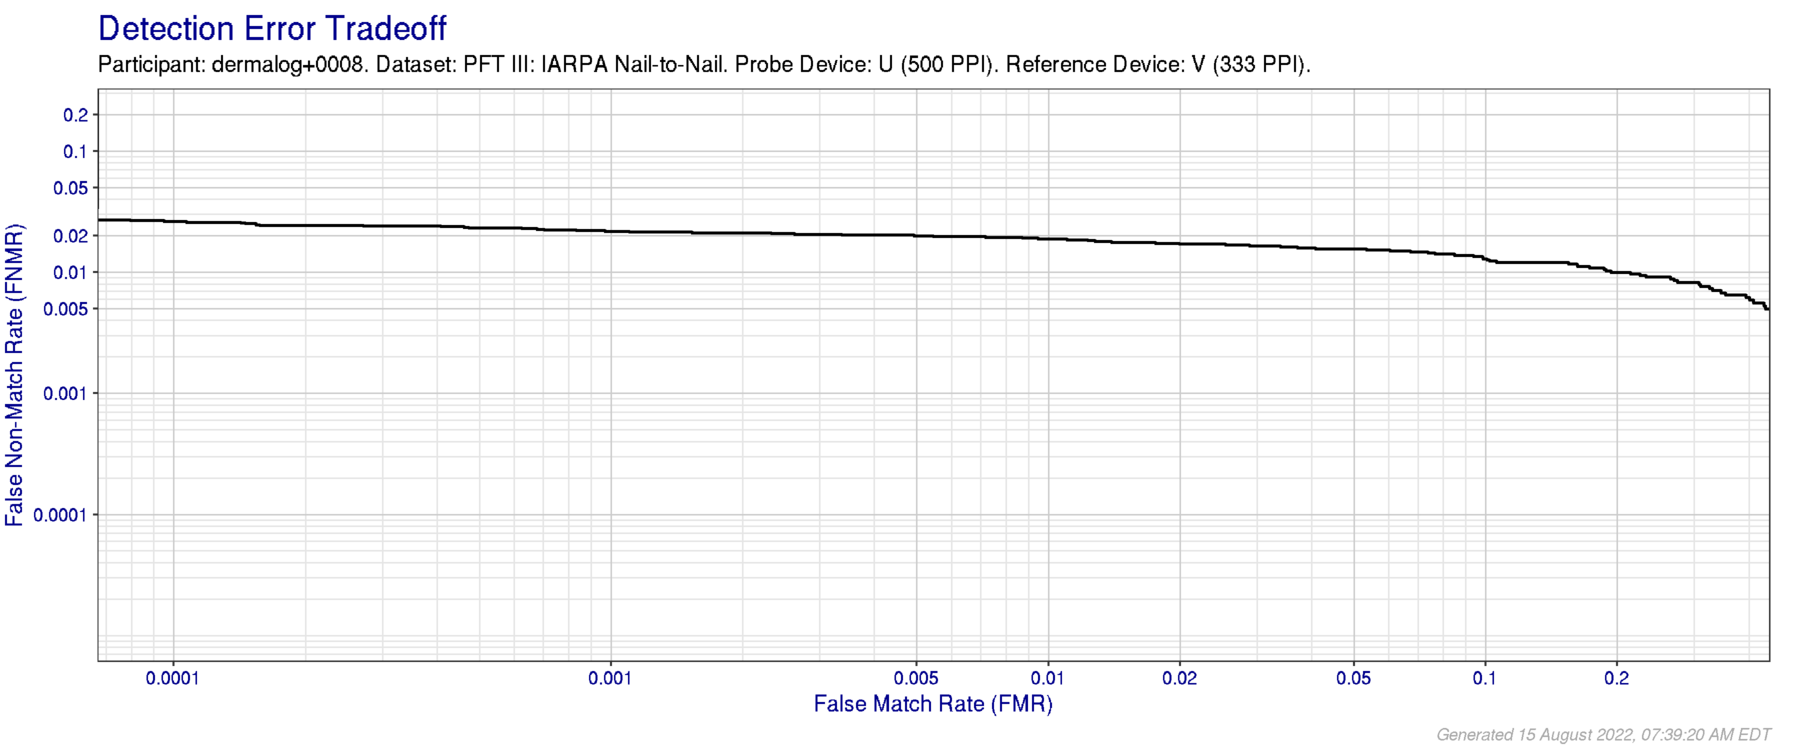 Detection Error Tradeoff
Participant: dermalog+0008. Dataset: PFT III: IARPA Nail-to-Nail. Probe Device: U (500 PPI). Reference Device: V (333 PPI).
False Non-Match Rate (FNMR)
0.2
0.1
0.05
0.02
0.01
0.005
0.001
0.0001
0.0001 0.001 0.005 0.01 0.02 0.05 0.1 0.2
False Match Rate (FMR)
Generated 15 August 2022, 07:39:20 AM EDT